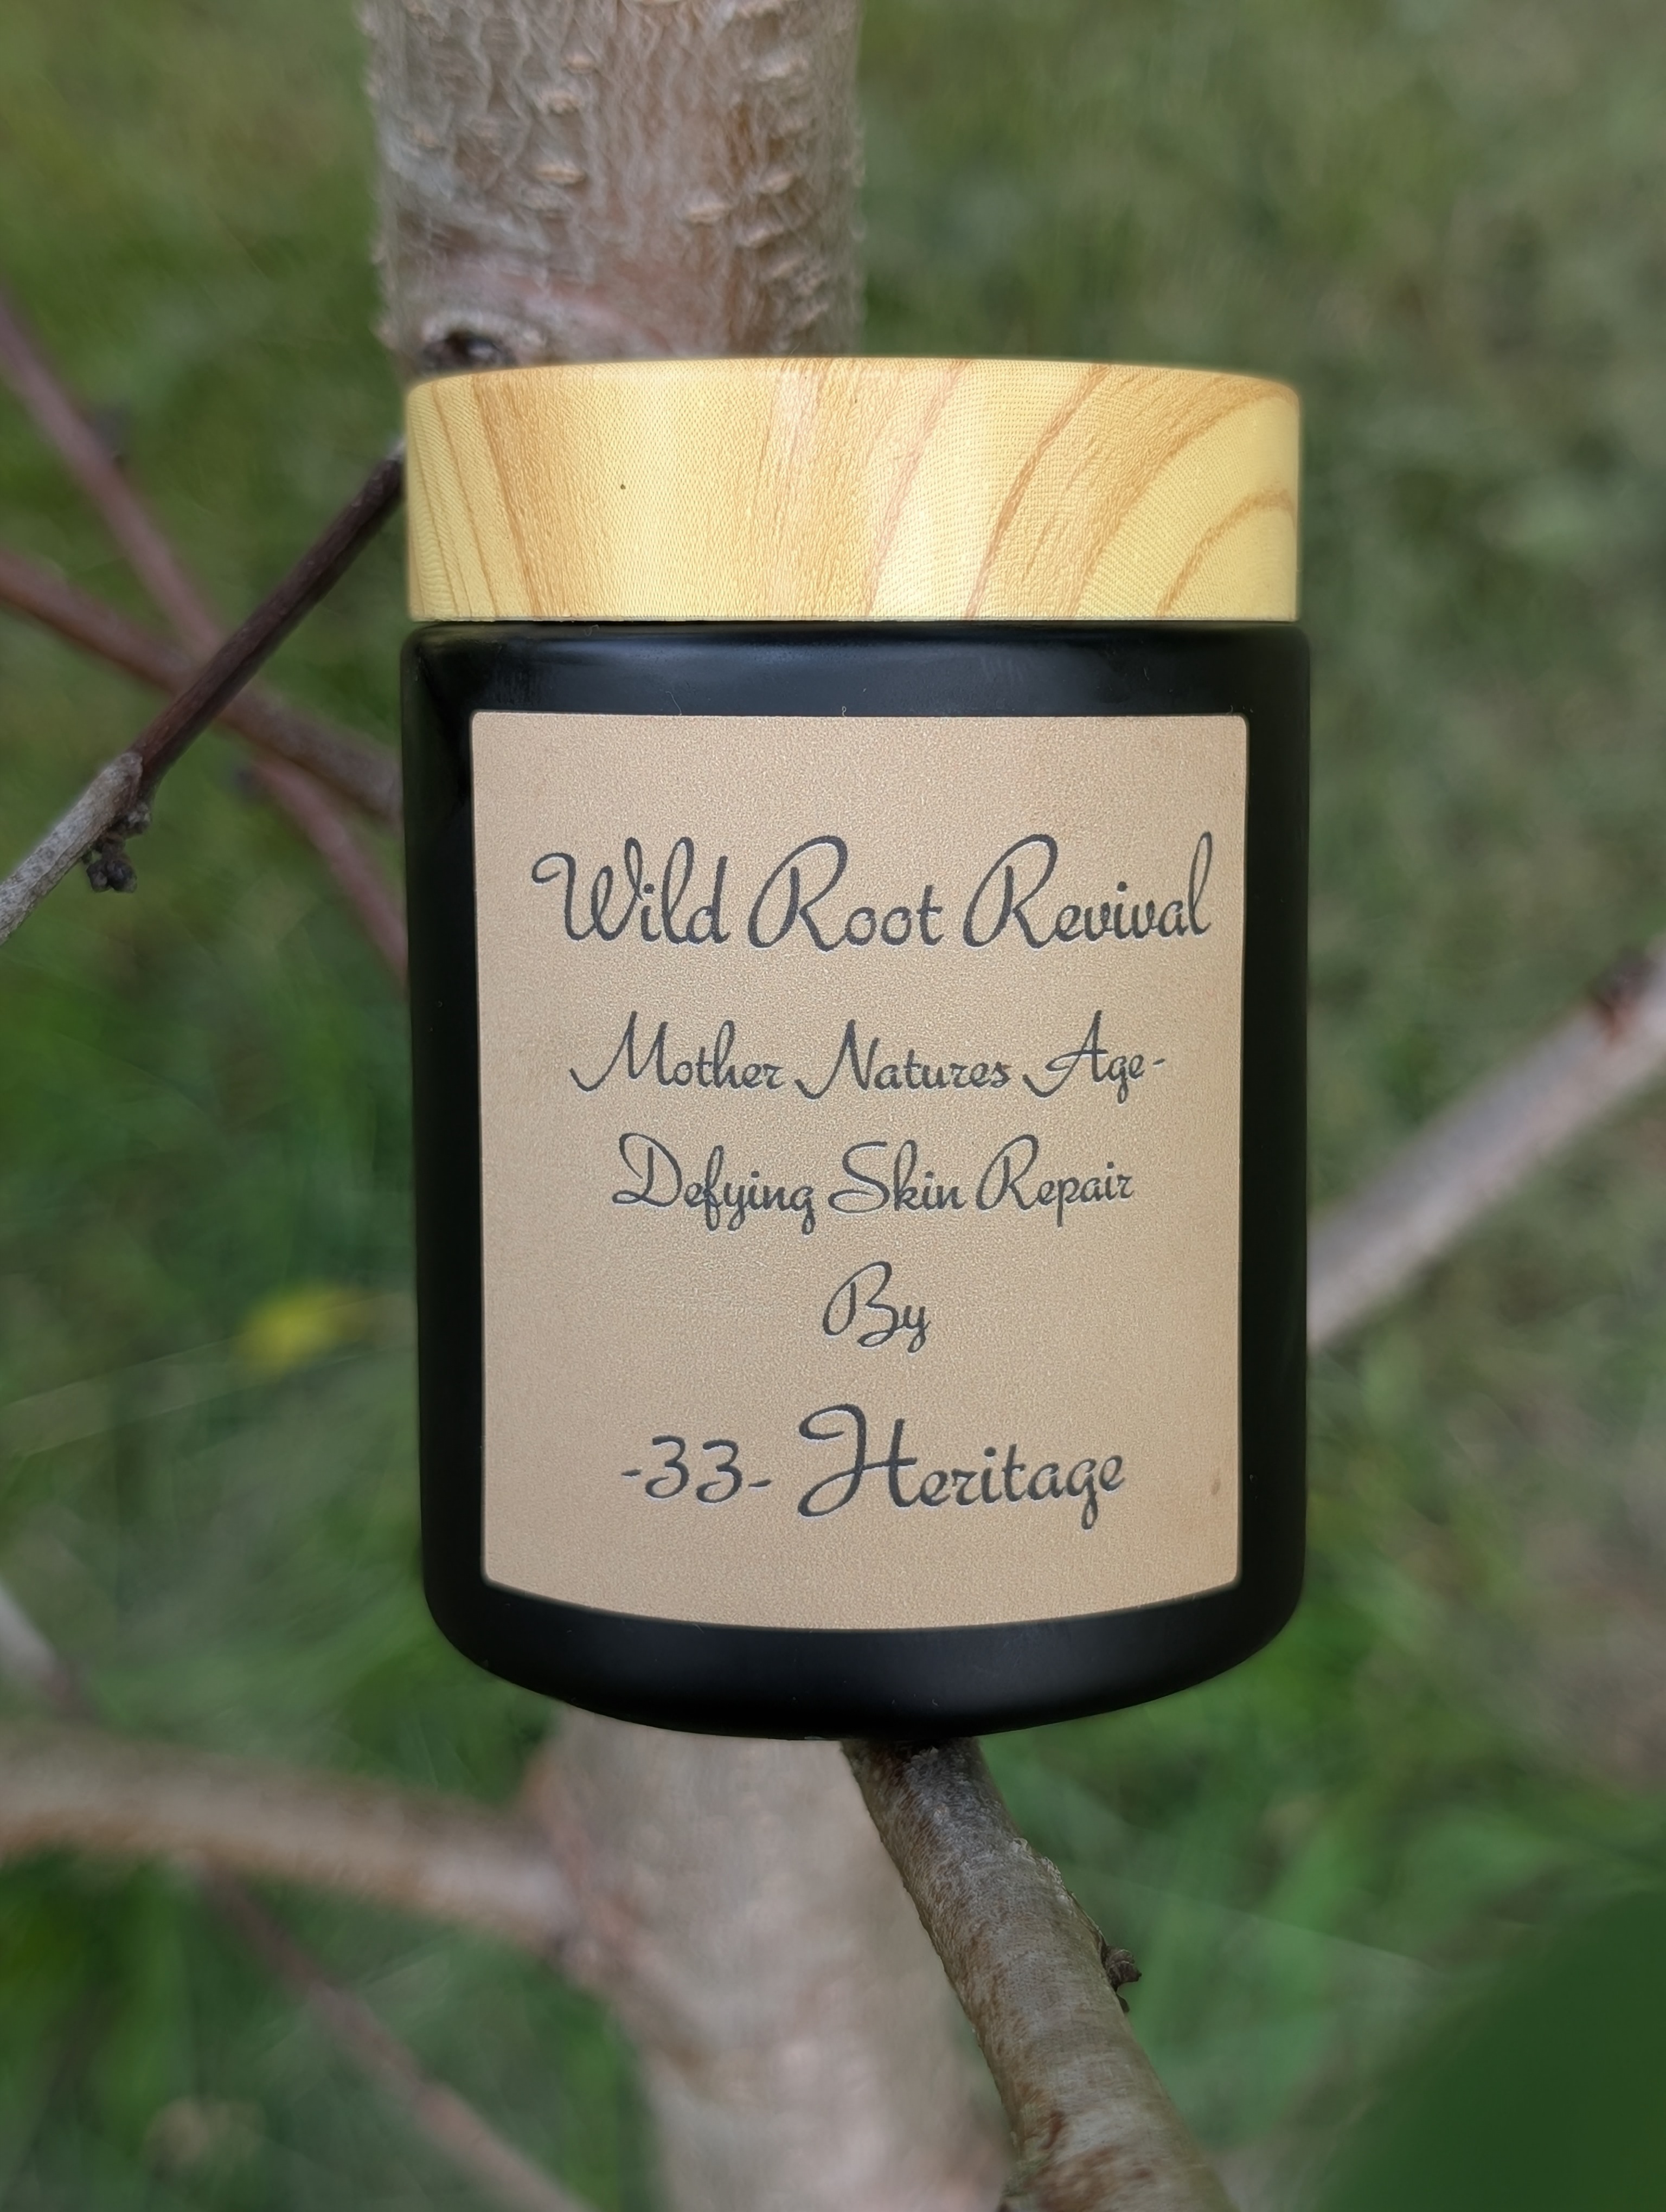 Wild Root Revival
Mother Natures Age-
Defying Skin Repair
By
-33- Heritage